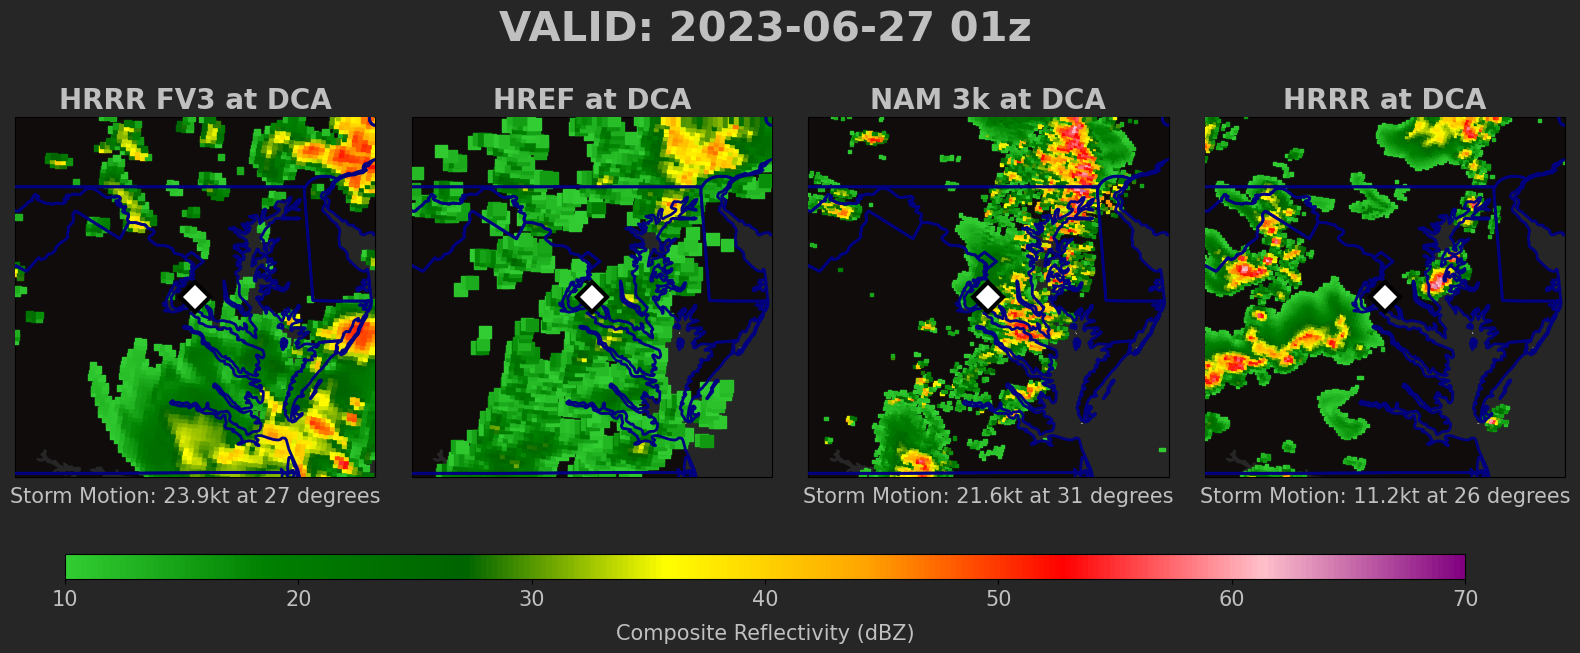 VALID: 2023-06-27 01z
HRRR FV3 at DCA
HREF at DCA
NAM 3k at DCA
HRRR at DCA
Storm Motion: 23.9kt at 27 degrees
Storm Motion: 21.6kt at 31 degrees
Storm Motion: 11.2kt at 26 degrees
10 20 30 40 50 60 70
Composite Reflectivity (dBZ)